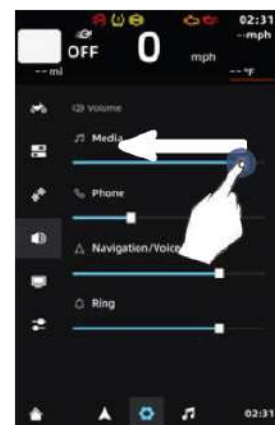 02:31
OFF
0
mph
--mph
-- mi
-- °F
Volume
Media
Phone
Navigation/Voice
Ring
02:31